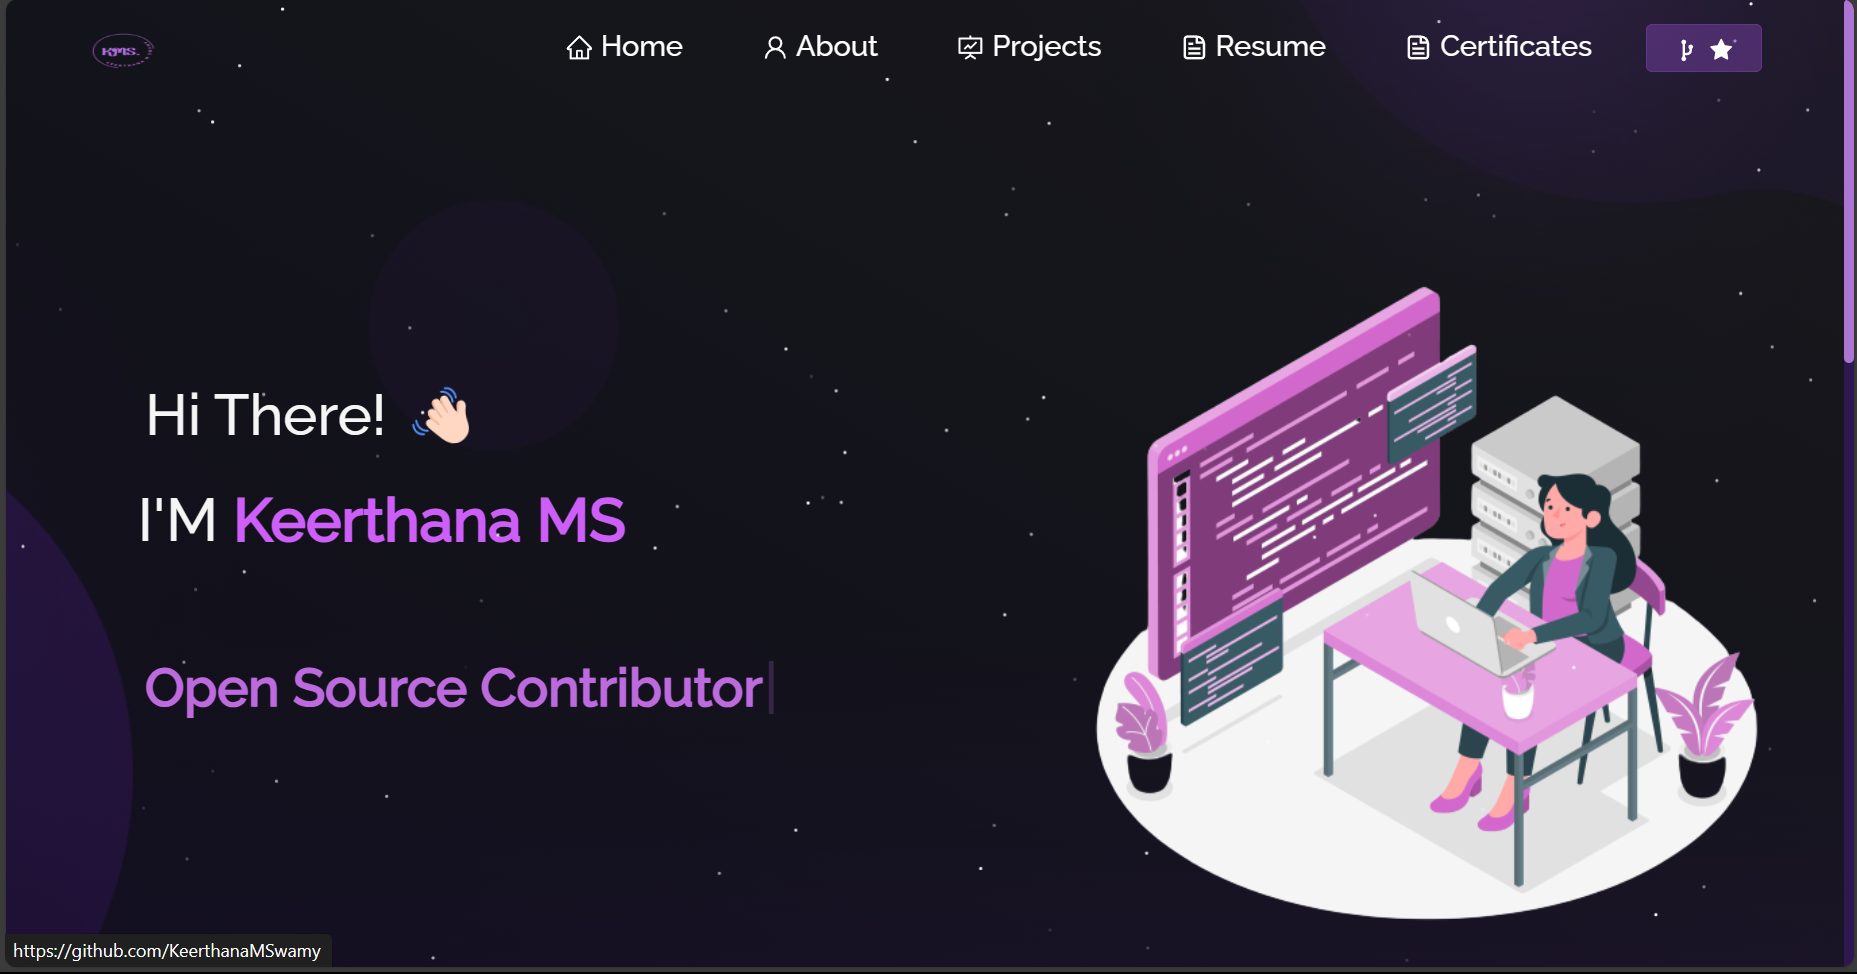 KMS.
Home
About
Projects
Resume
Certificates
Hi There!
I'M Keerthana MS
Open Source Contributor
https://github.com/KeerthanaMSwamy